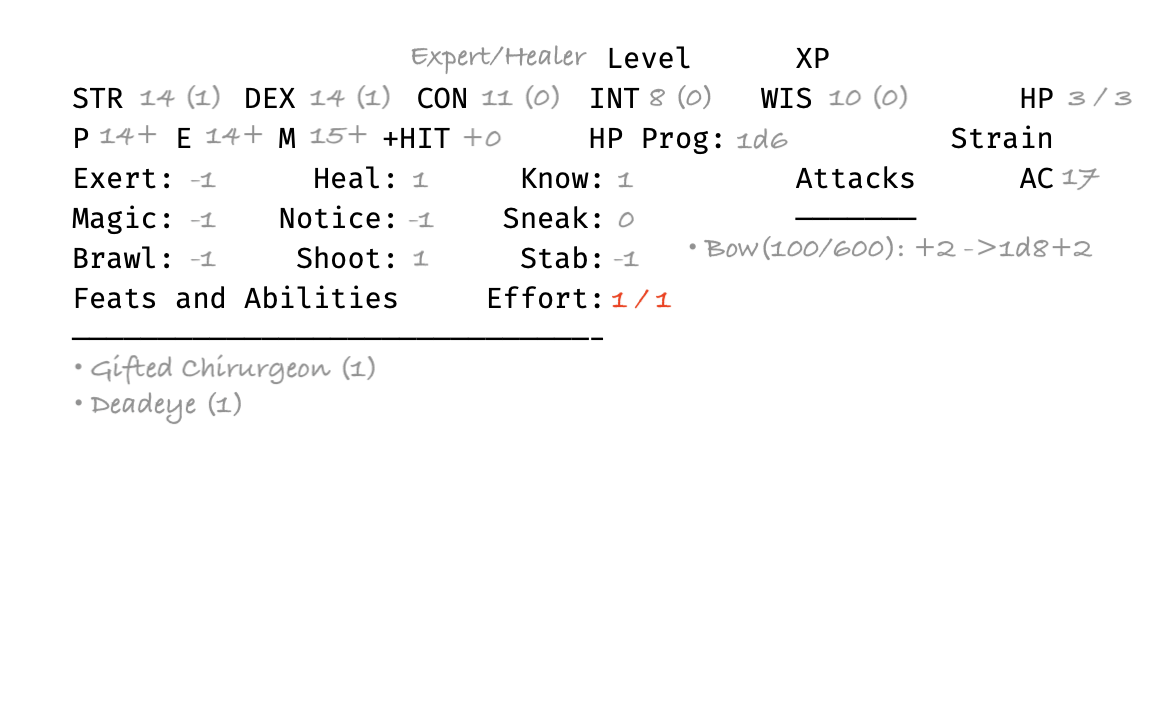 Expert/Healer Level XP
STR 14 (1) DEX 14 (1) CON 11 (0) INT 8 (0) WIS 10 (0) HP 3/3
P 14+ E 14+ M 15+ +HIT +0 HP Prog: 1d6 Strain
Exert: -1 Heal: 1 Know: 1 Attacks AC 17
Magic: -1 Notice: -1 Sneak: 0
• Bow(100/600): +2 ->1d8+2
Brawl: -1 Shoot: 1 Stab: -1
Feats and Abilities Effort: 1/1
• Gifted Chirurgeon (1)
• Deadeye (1)